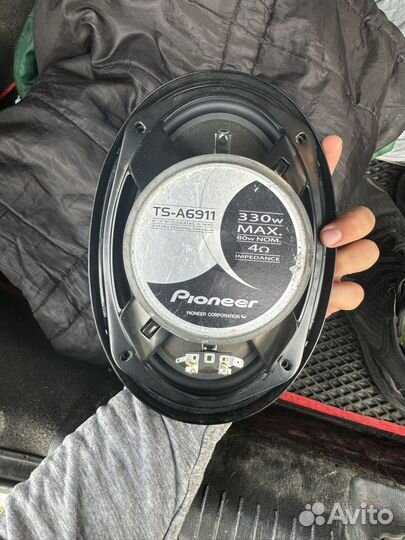 TS-A6911
330w
MAX.
80w NOM.
4Ω
IMPEDANCE
Pioneer
PIONEER CORPORATION
Avito